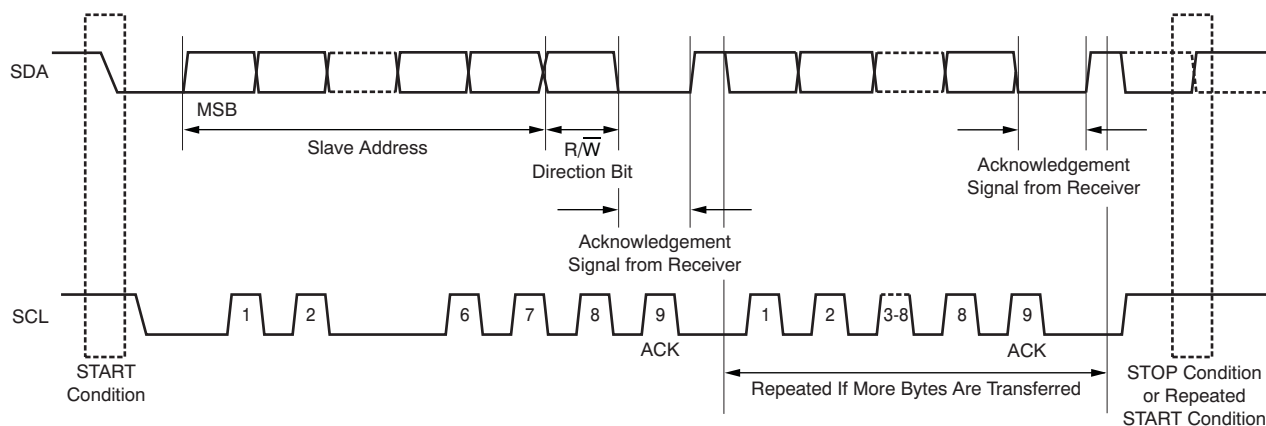 SDA
MSB
Slave Address
R/W̅
Direction Bit
Acknowledgement
Signal from Receiver
Acknowledgement
Signal from Receiver
SCL
1
2
6
7
8
9
1
2
3-8
8
9
ACK
ACK
START
Condition
Repeated If More Bytes Are Transferred
STOP Condition
or Repeated
START Condition